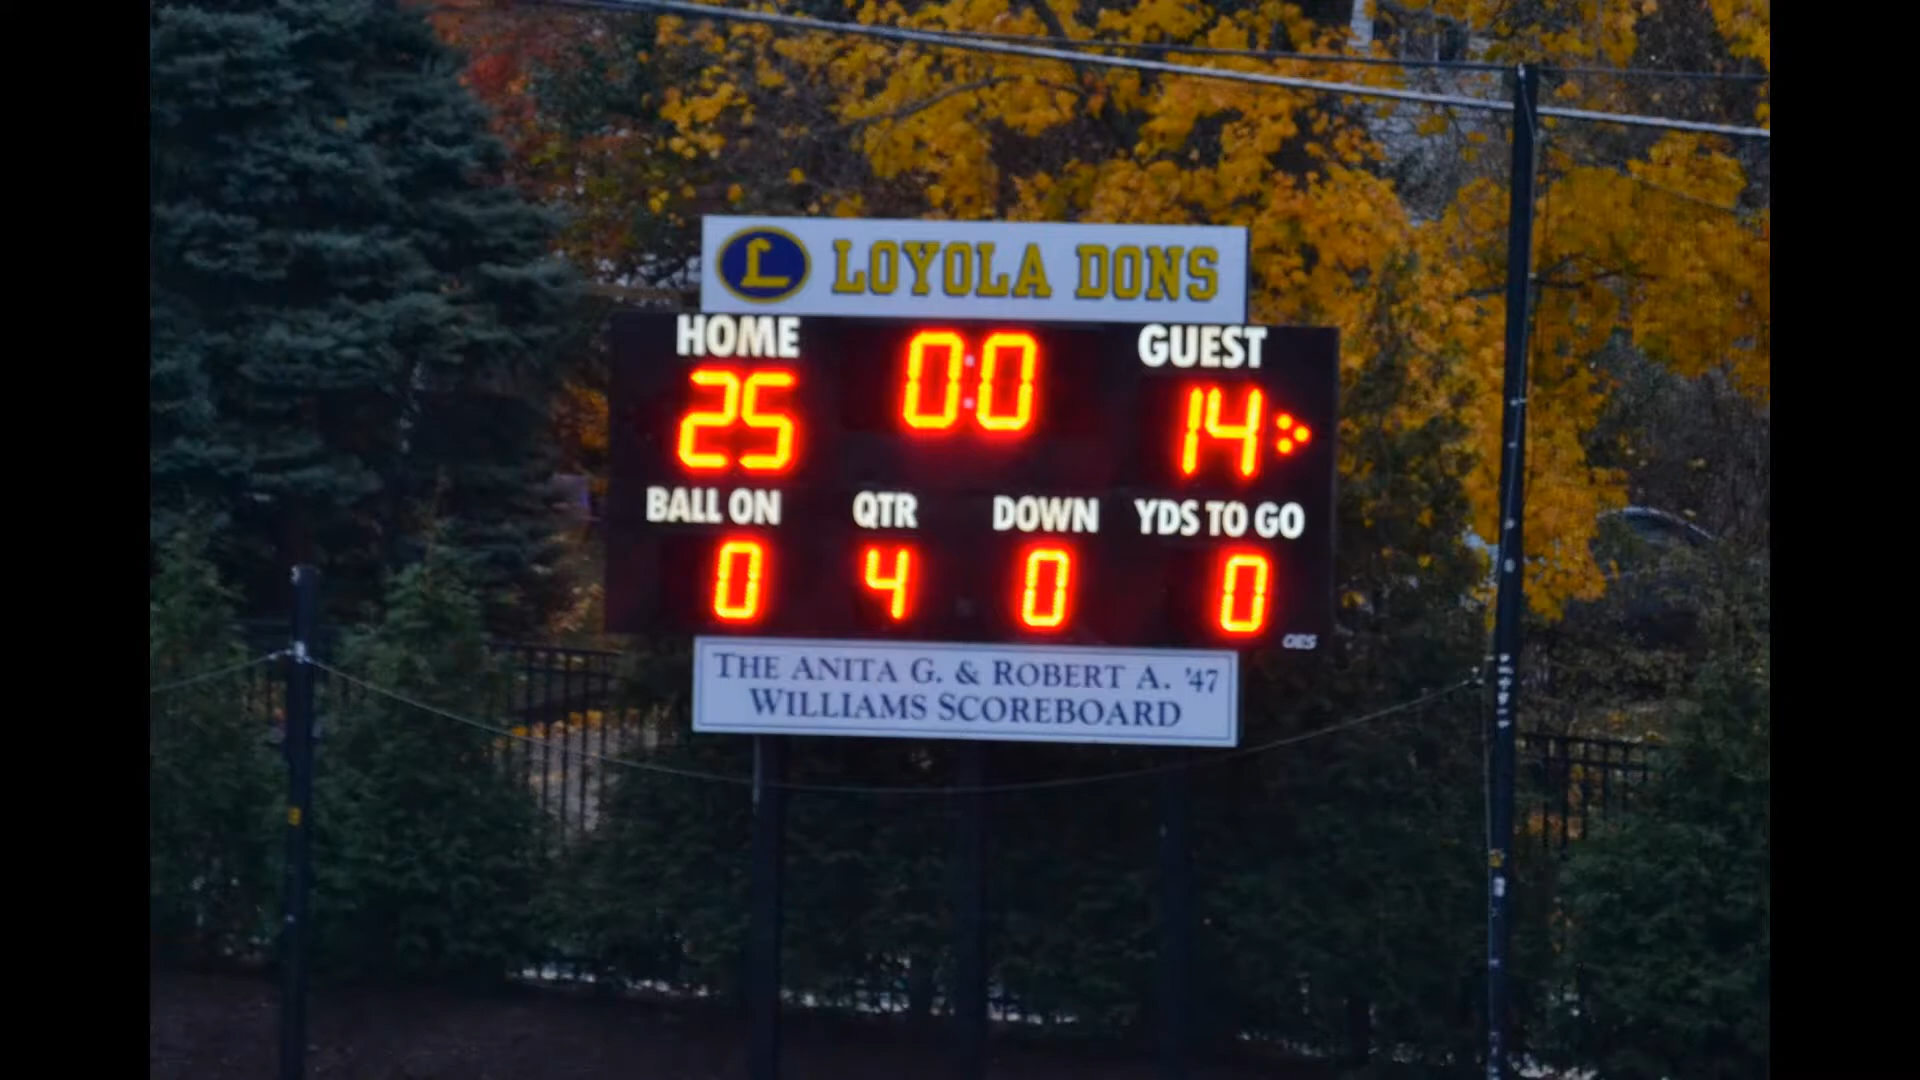 L LOYOLA DONS
HOME 00 GUEST
25 14
BALL ON QTR DOWN YDS TO GO
0 4 0 0
OES
THE ANITA G. & ROBERT A. '47
WILLIAMS SCOREBOARD